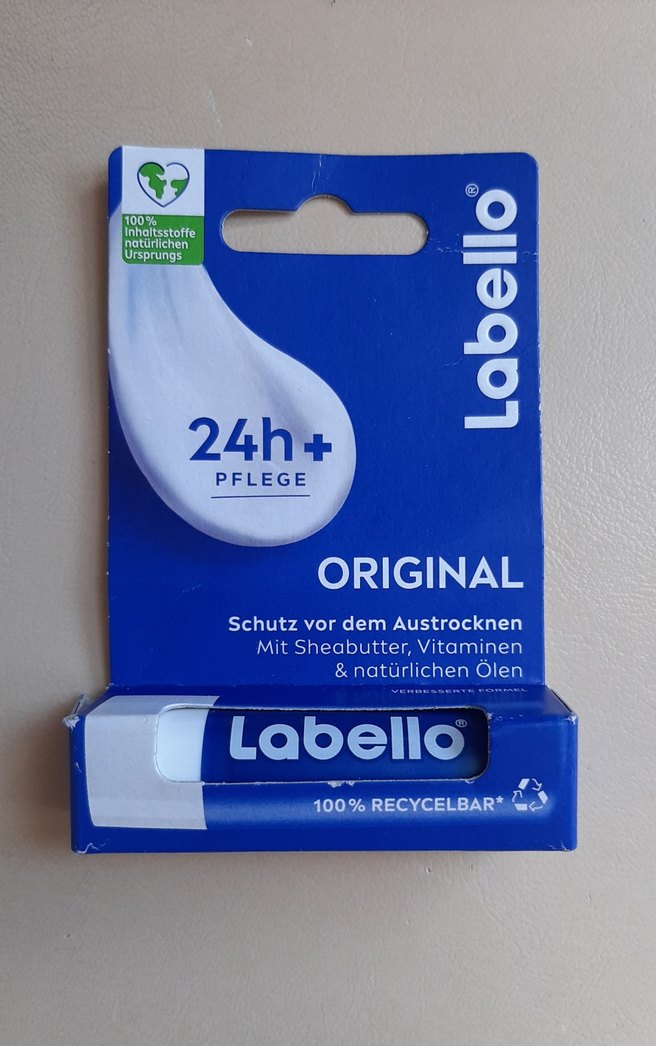 100%
Inhaltsstoffe
natürlichen
Ursprungs
Labello®
24h+
PFLEGE
ORIGINAL
Schutz vor dem Austrocknen
Mit Sheabutter, Vitaminen
& natürlichen Ölen
VERBESSERTE FORMEL
Labello®
100% RECYCELBAR*